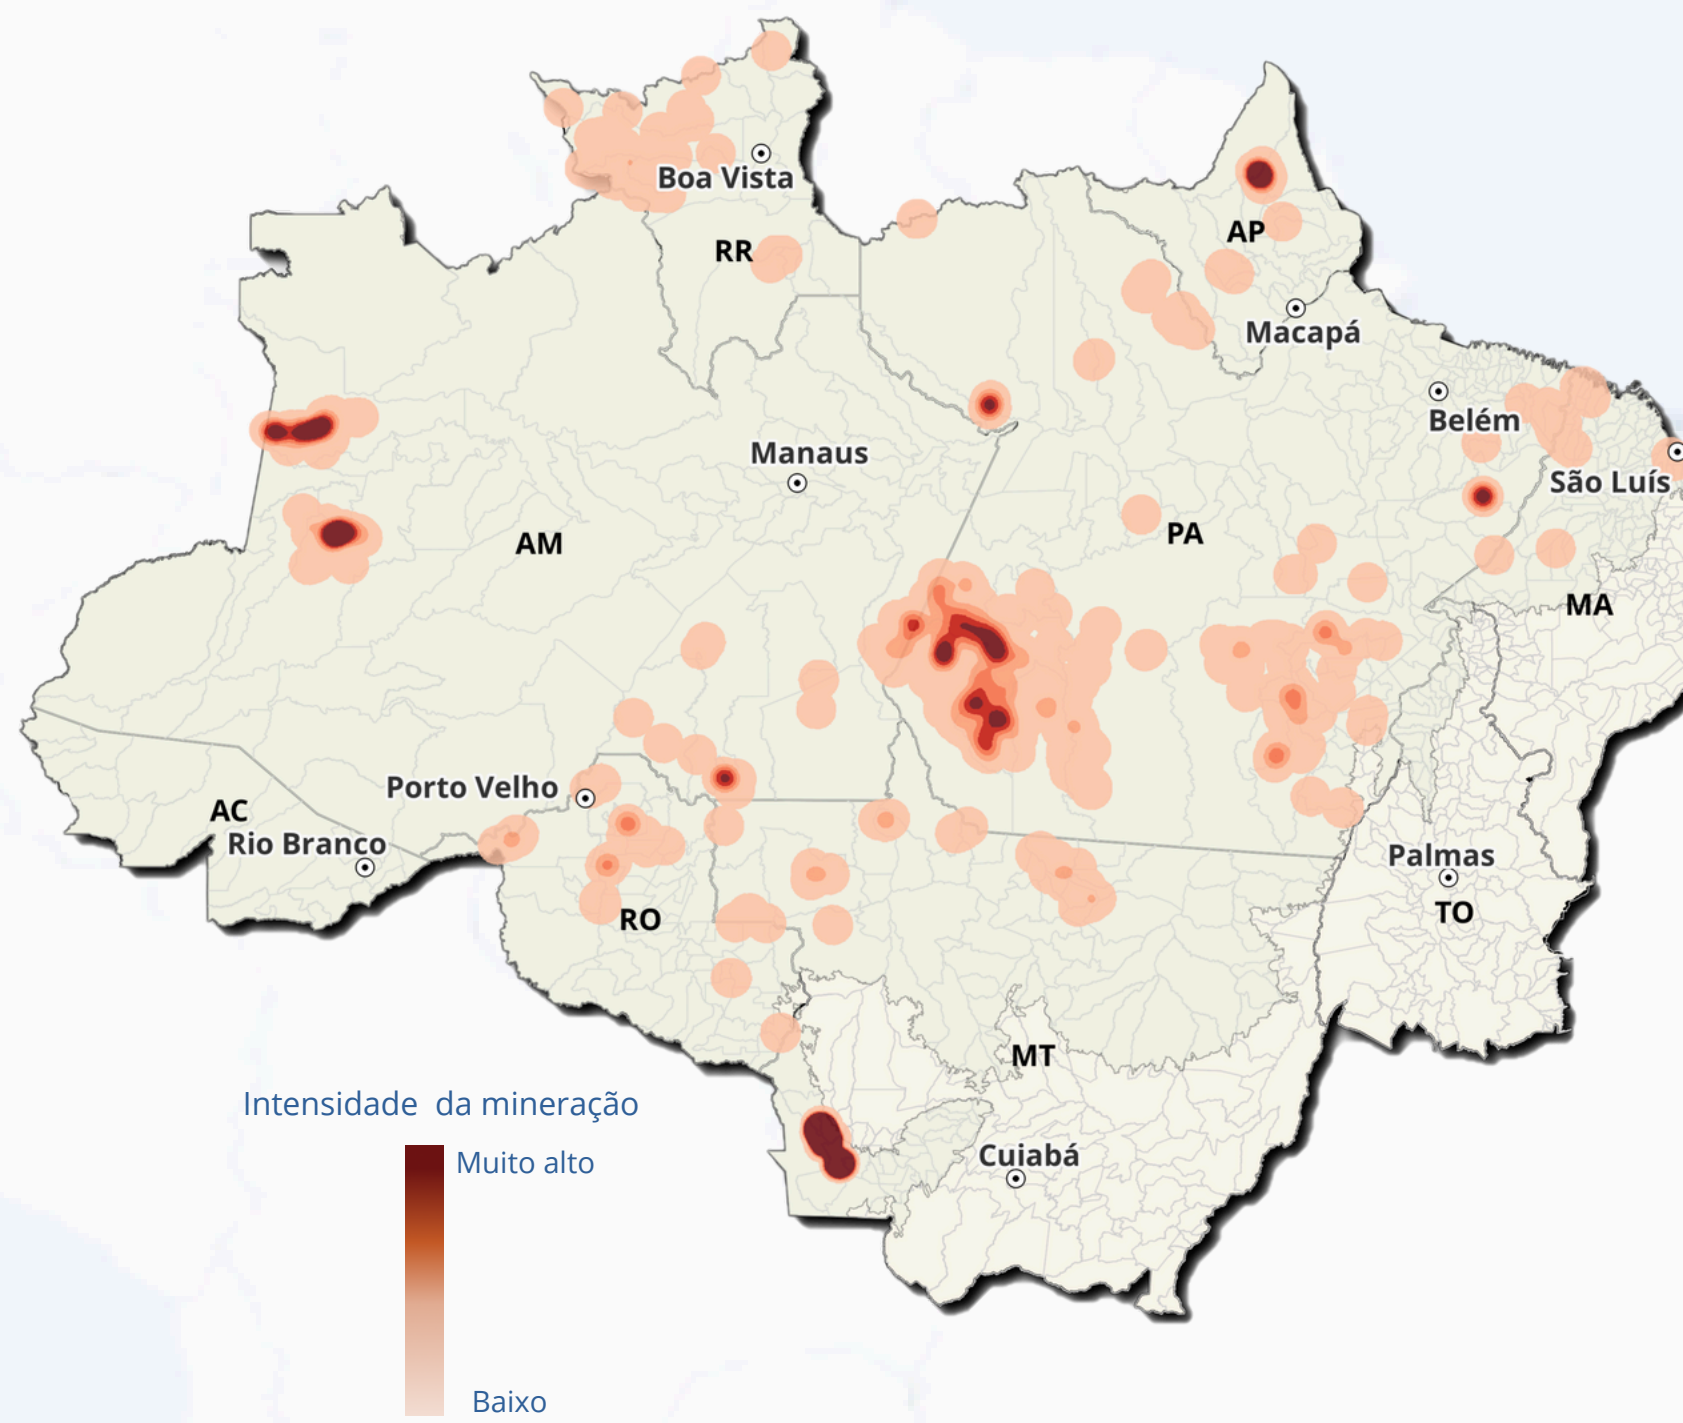 Boa Vista
RR
AP
Macapá
Belém
Manaus
São Luís
AM
PA
MA
Porto Velho
AC
Rio Branco
Palmas
TO
RO
MT
Intensidade da mineração
Cuiabá
Muito alto
Baixo